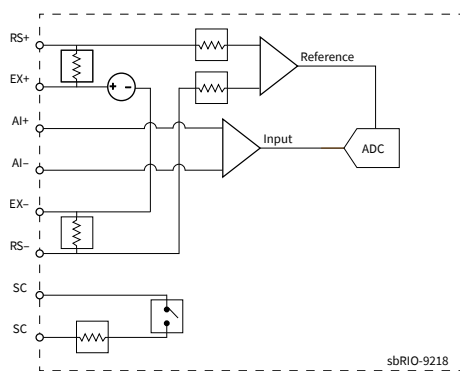 RS+
Reference
EX+
+ -
AI+
Input
ADC
AI–
EX–
RS–
SC
SC
sbRIO-9218